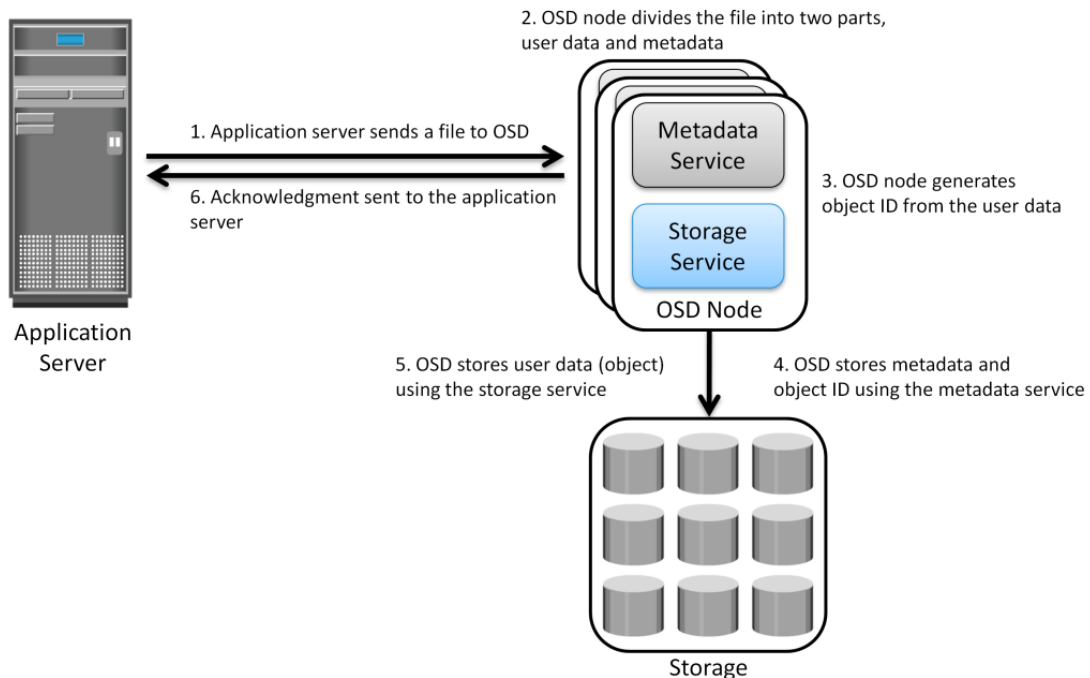 2. OSD node divides the file into two parts,
user data and metadata
1. Application server sends a file to OSD
6. Acknowledgment sent to the application
server
Metadata
Service
Storage
Service
OSD Node
3. OSD node generates
object ID from the user data
Application
Server
5. OSD stores user data (object)
using the storage service
4. OSD stores metadata and
object ID using the metadata service
Storage